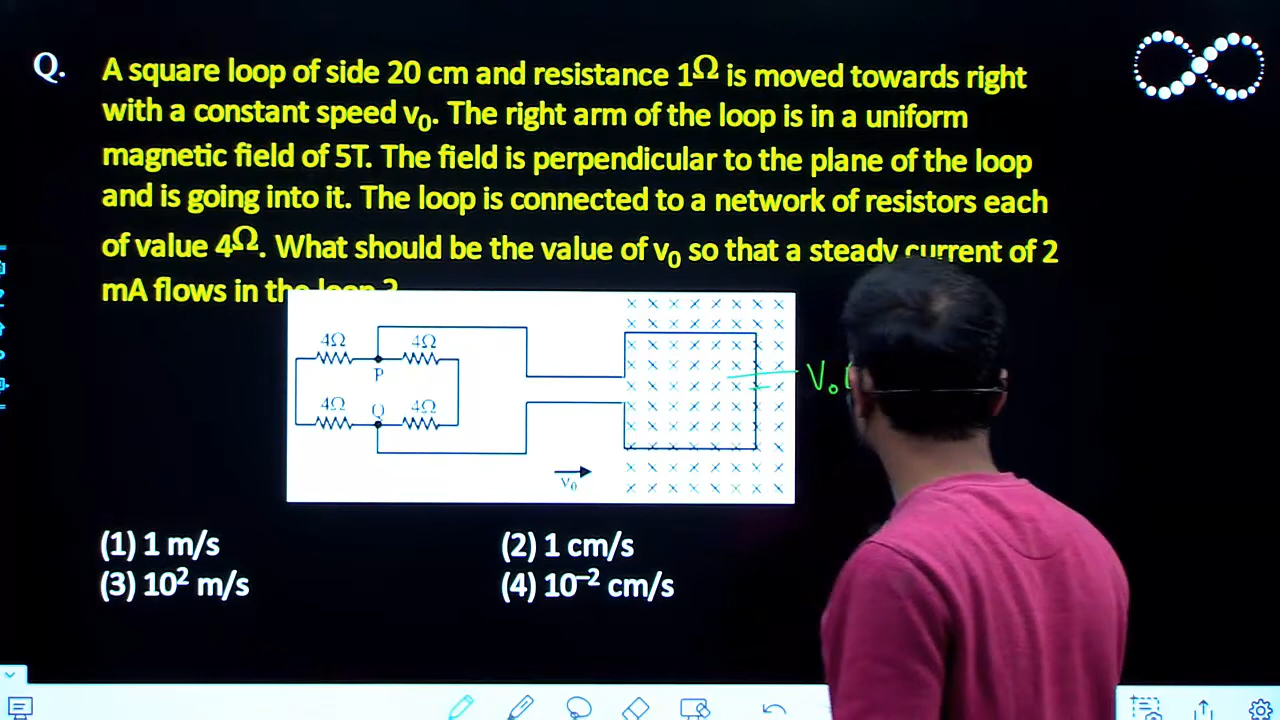 Q. A square loop of side 20 cm and resistance 1Ω is moved towards right
with a constant speed v₀. The right arm of the loop is in a uniform
magnetic field of 5T. The field is perpendicular to the plane of the loop
and is going into it. The loop is connected to a network of resistors each
of value 4Ω. What should be the value of v₀ so that a steady current of 2
mA flows in the loop ?
4Ω 4Ω
P
4Ω Q 4Ω
v₀
V₀
(1) 1 m/s (2) 1 cm/s
(3) 10² m/s (4) 10⁻² cm/s